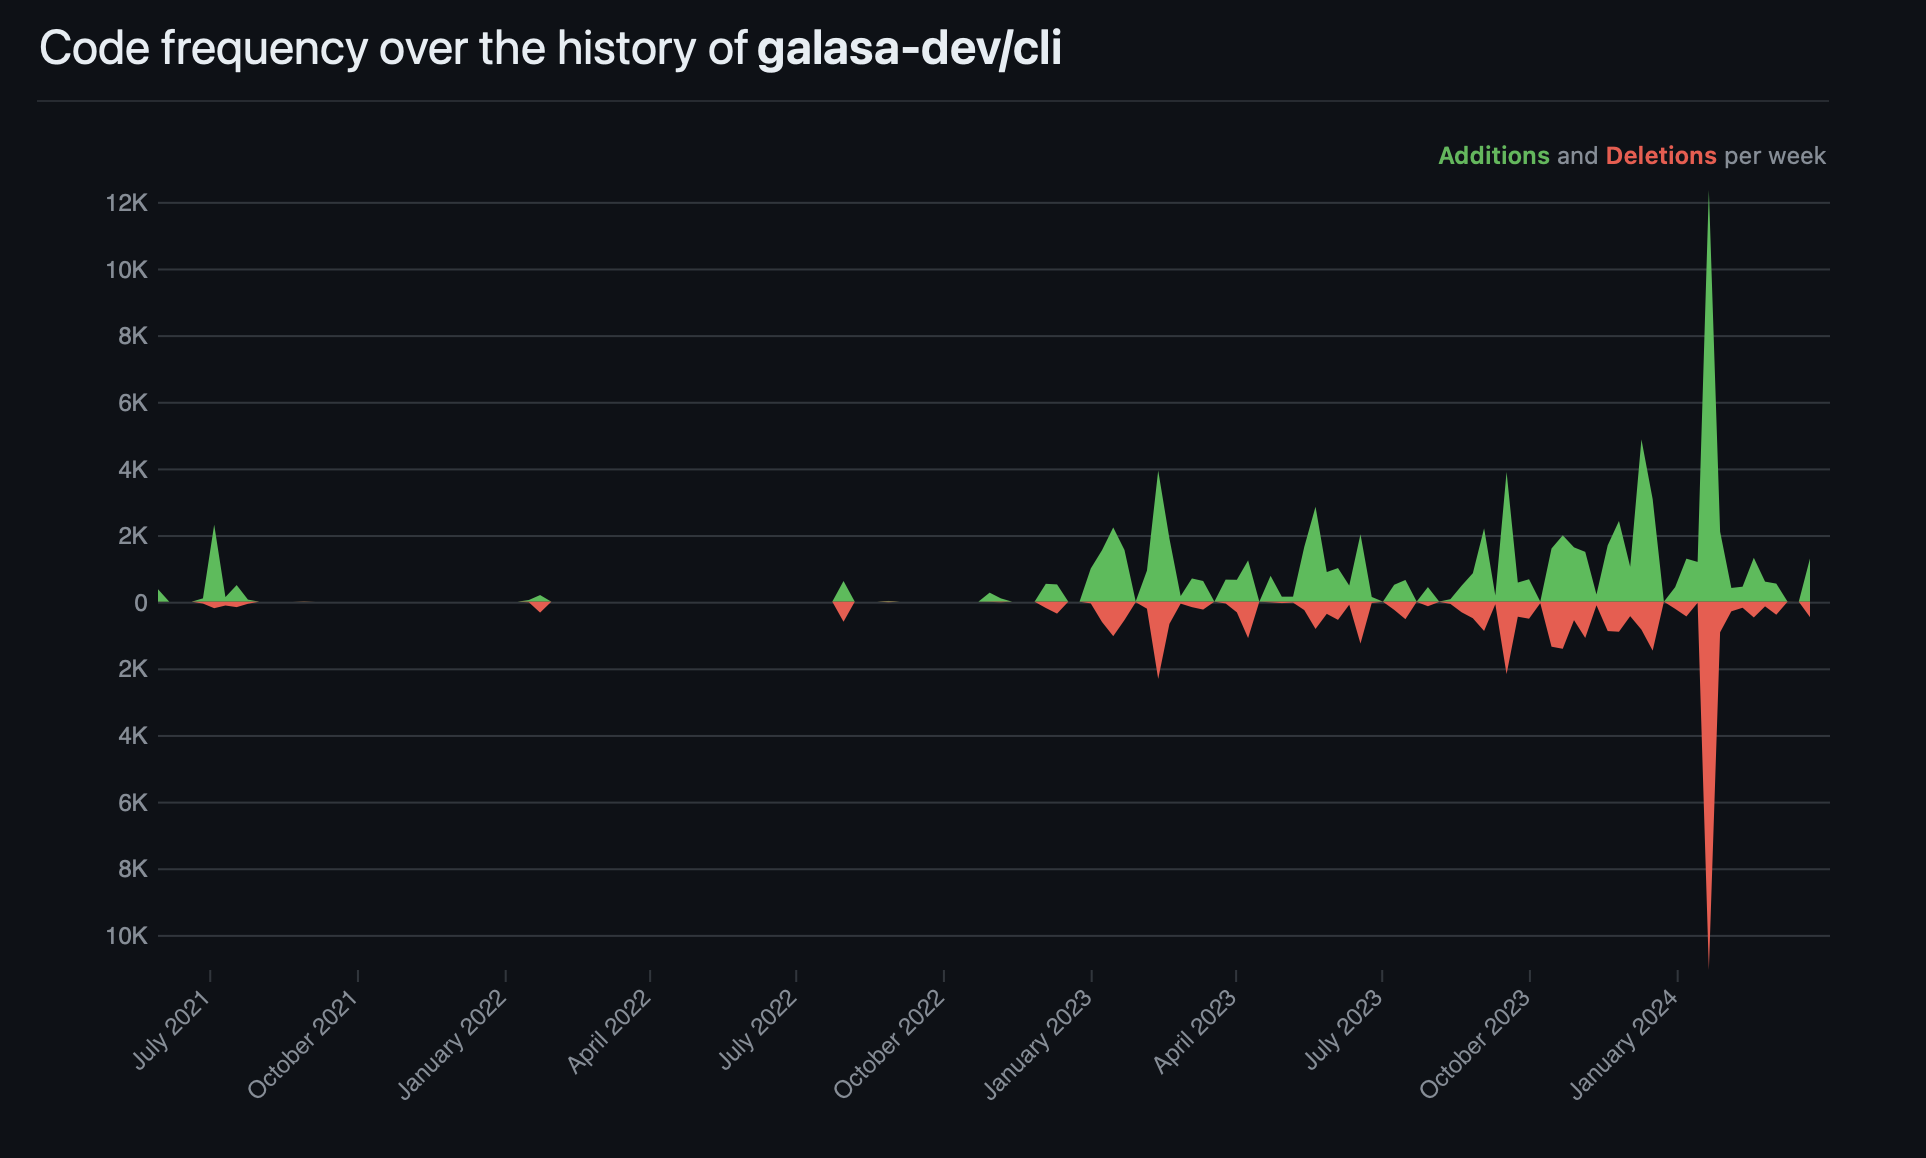 Code frequency over the history of galasa-dev/cli
Additions and Deletions per week
12K
10K
8K
6K
4K
2K
0
2K
4K
6K
8K
10K
July 2021
October 2021
January 2022
April 2022
July 2022
October 2022
January 2023
April 2023
July 2023
October 2023
January 2024